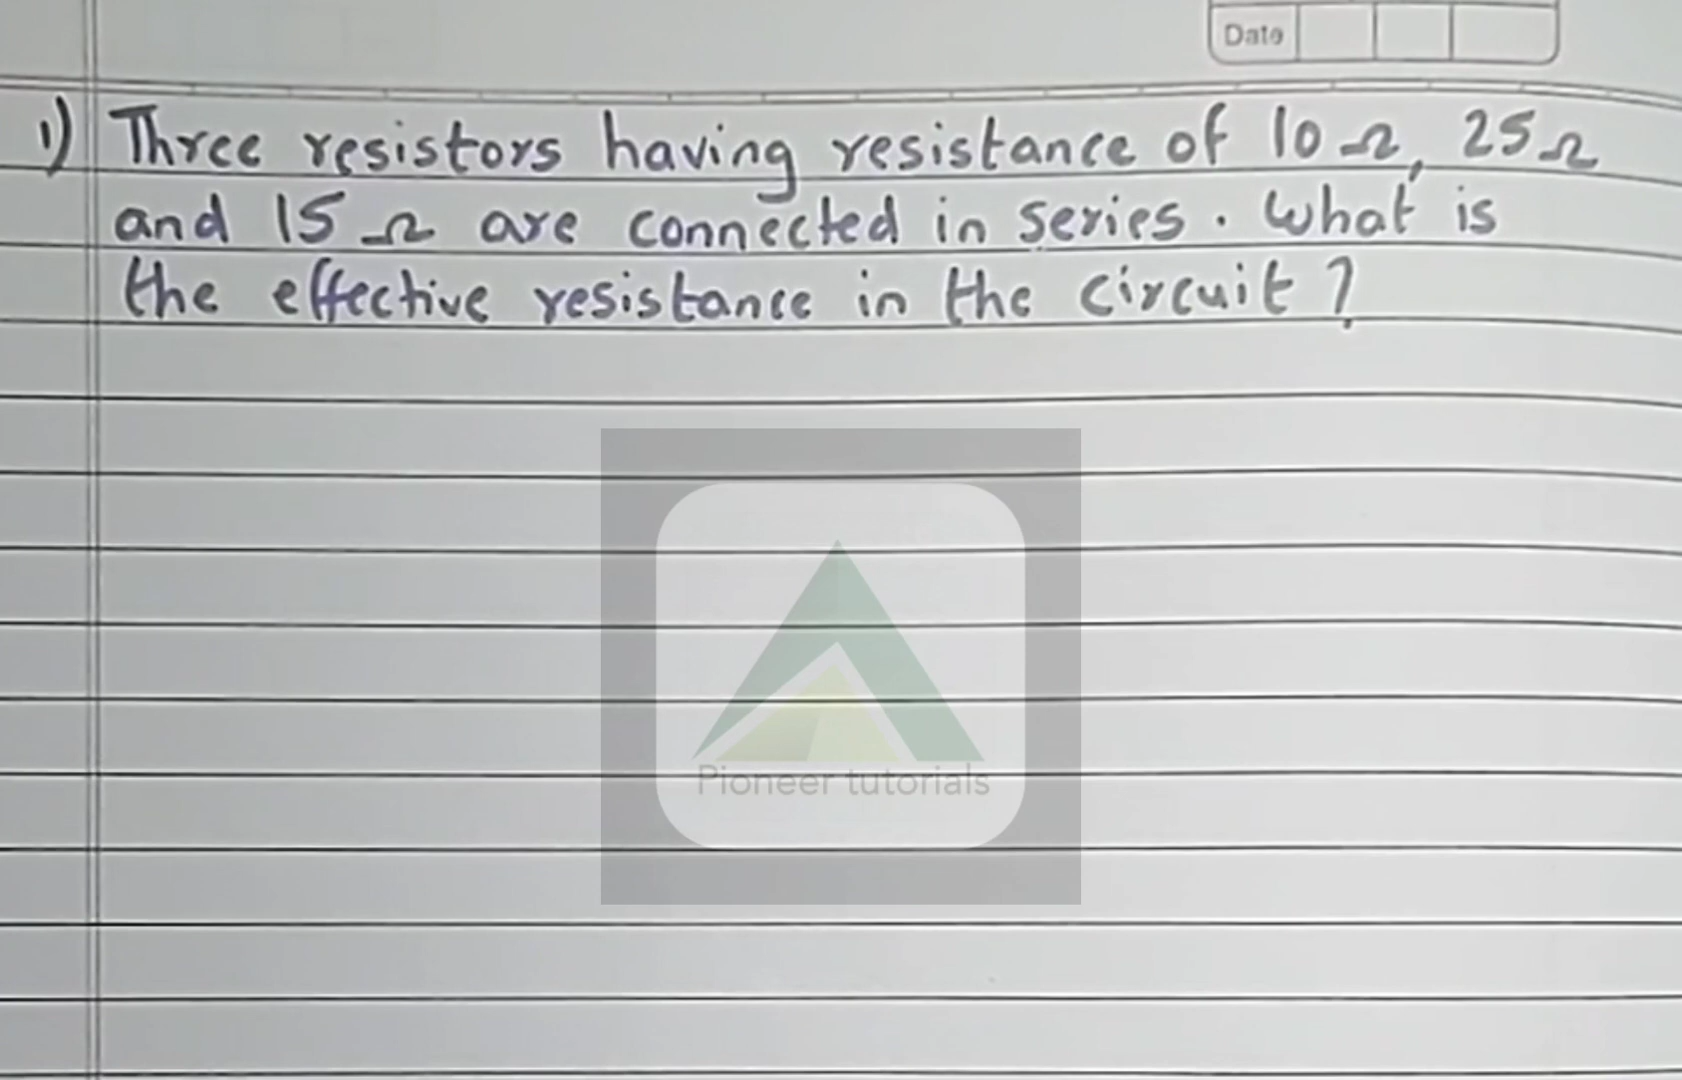 Date
1) Three resistors having resistance of 10 Ω, 25 Ω
and 15 Ω are connected in series. What is
the effective resistance in the circuit ?
Pioneer tutorials